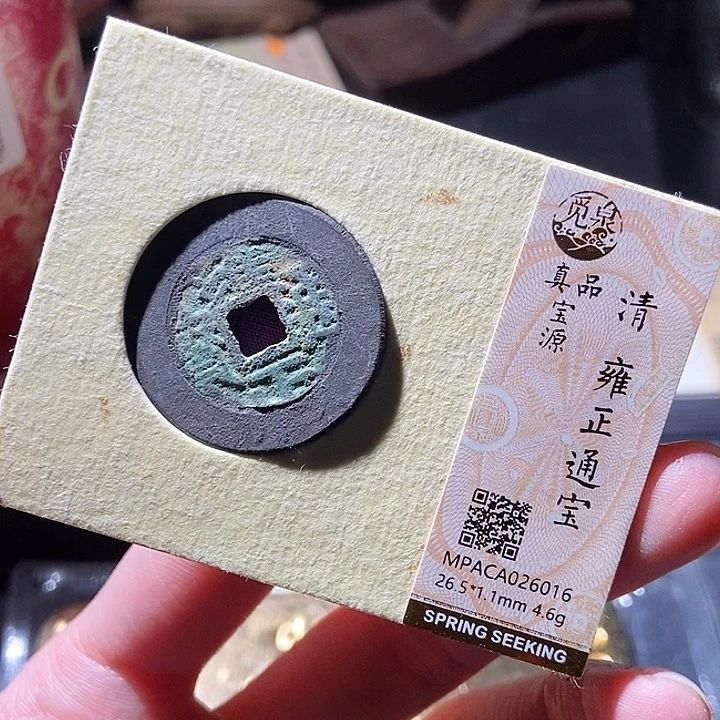 觅泉
真品
宝源
清
雍正通宝
MPACA026016
26.5*1.1mm 4.6g
SPRING SEEKING